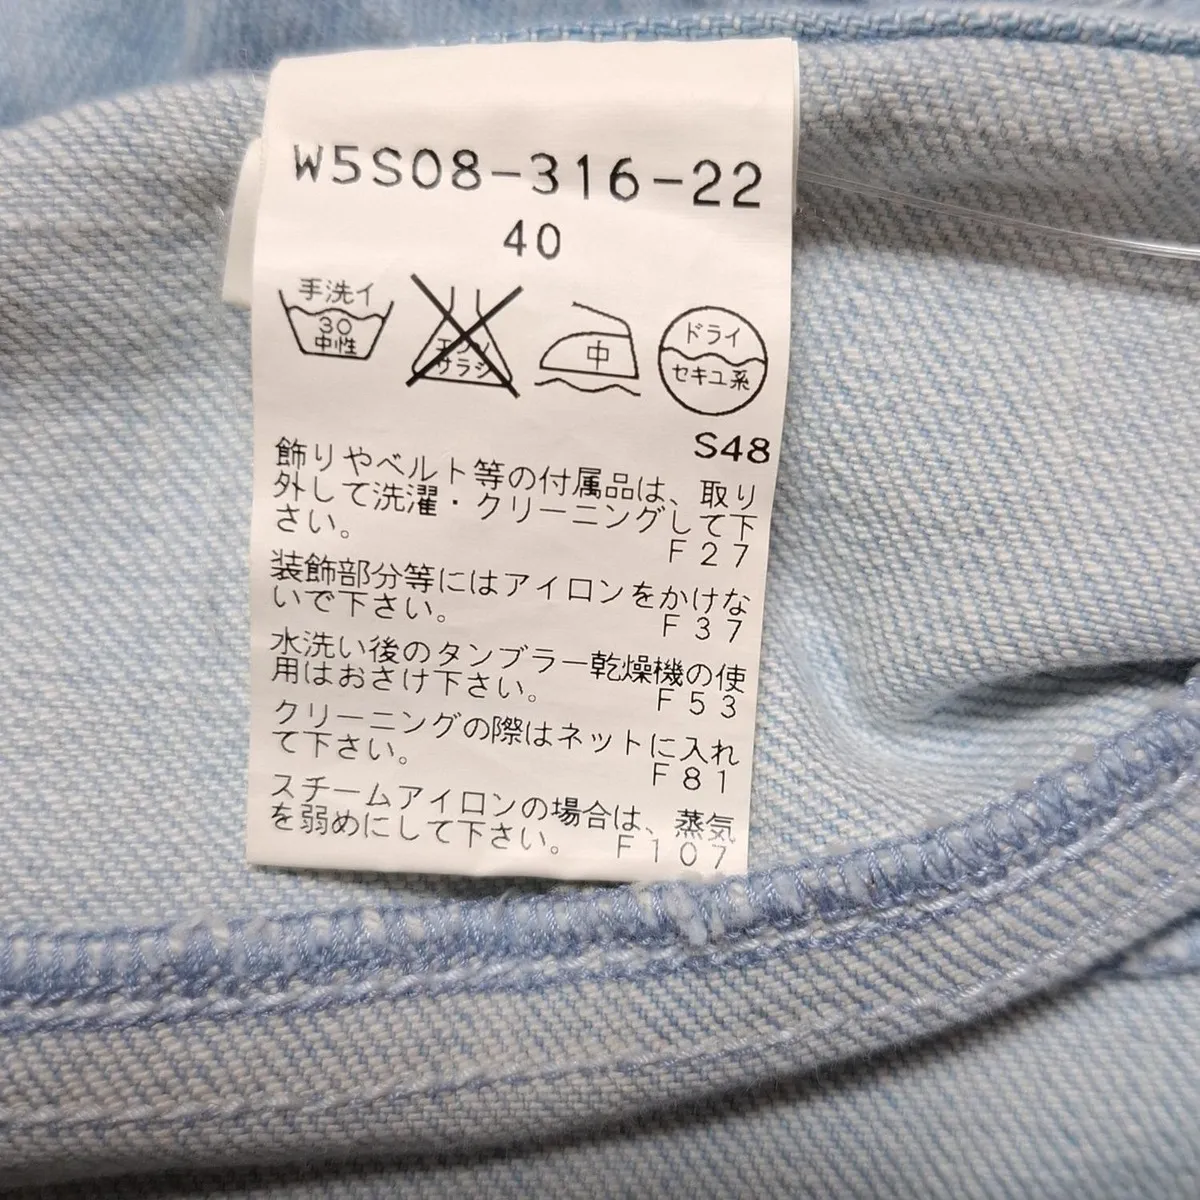 W5S08-316-22
40
手洗イ
30
中性
エンソ
サラシ
中
ドライ
セキユ系
S48
飾りやベルト等の付属品は、取り
外して洗濯・クリーニングして下
さい。
F27
装飾部分等にはアイロンをかけな
いで下さい。
F37
水洗い後のタンブラー乾燥機の使
用はおさけ下さい。
F53
クリーニングの際はネットに入れ
て下さい。
F81
スチームアイロンの場合は、蒸気
を弱めにして下さい。
F107